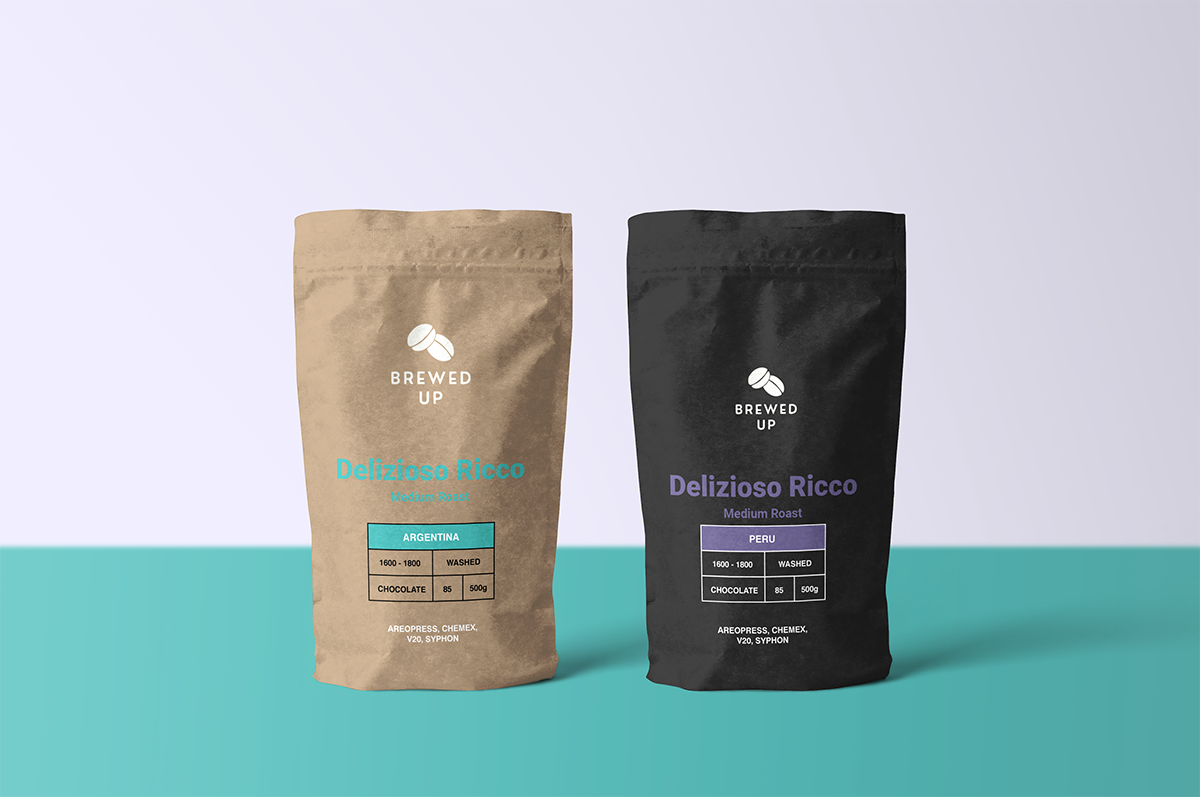 BREWED
UP
Delizioso Ricco
Medium Roast
ARGENTINA
1600 - 1800 WASHED
CHOCOLATE 85 500g
AREOPRESS, CHEMEX,
V20, SYPHON
BREWED
UP
Delizioso Ricco
Medium Roast
PERU
1600 - 1800 WASHED
CHOCOLATE 85 500g
AREOPRESS, CHEMEX,
V20, SYPHON